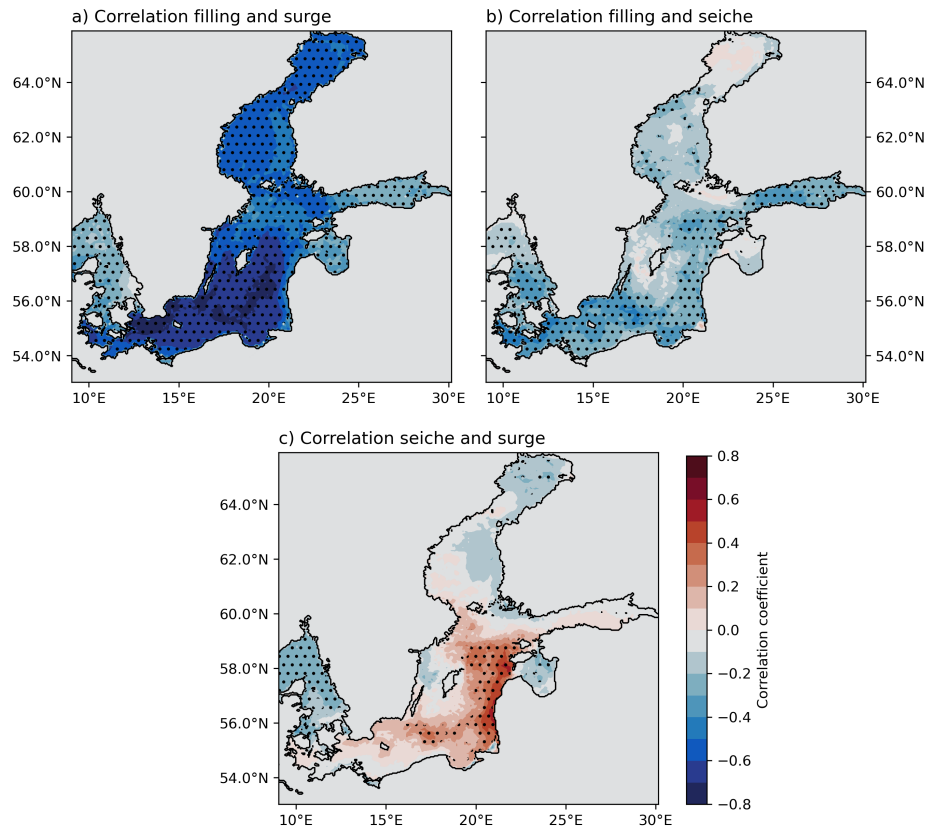 a) Correlation filling and surge
b) Correlation filling and seiche
64.0°N
62.0°N
60.0°N
58.0°N
56.0°N
54.0°N
64.0°N
62.0°N
60.0°N
58.0°N
56.0°N
54.0°N
10°E 15°E 20°E 25°E 30°E
10°E 15°E 20°E 25°E 30°E
c) Correlation seiche and surge
64.0°N
62.0°N
60.0°N
58.0°N
56.0°N
54.0°N
10°E 15°E 20°E 25°E 30°E
0.8
0.6
0.4
0.2
0.0
−0.2
−0.4
−0.6
−0.8
Correlation coefficient